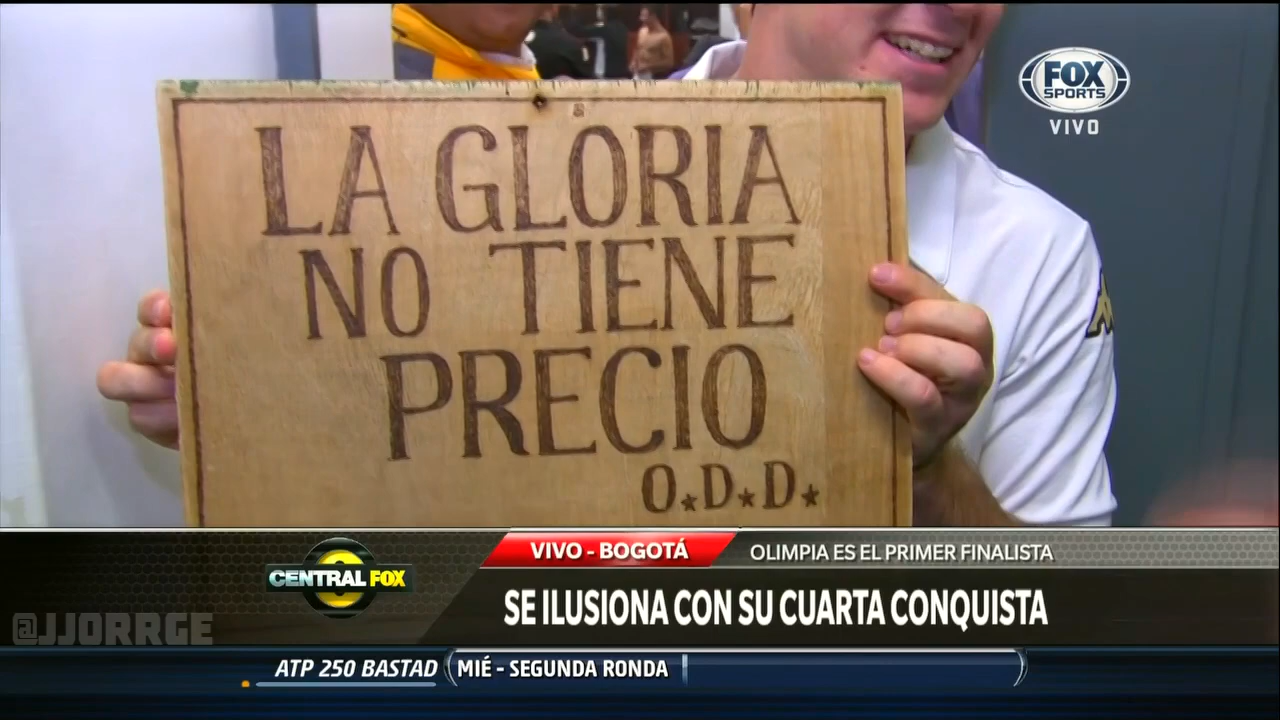 FOX
SPORTS
VIVO
LA GLORIA
NO TIENE
PRECIO
O.D.D.
VIVO - BOGOTÁ
OLIMPIA ES EL PRIMER FINALISTA
CENTRAL FOX
SE ILUSIONA CON SU CUARTA CONQUISTA
@JJORRGE
ATP 250 BASTAD
MIÉ - SEGUNDA RONDA